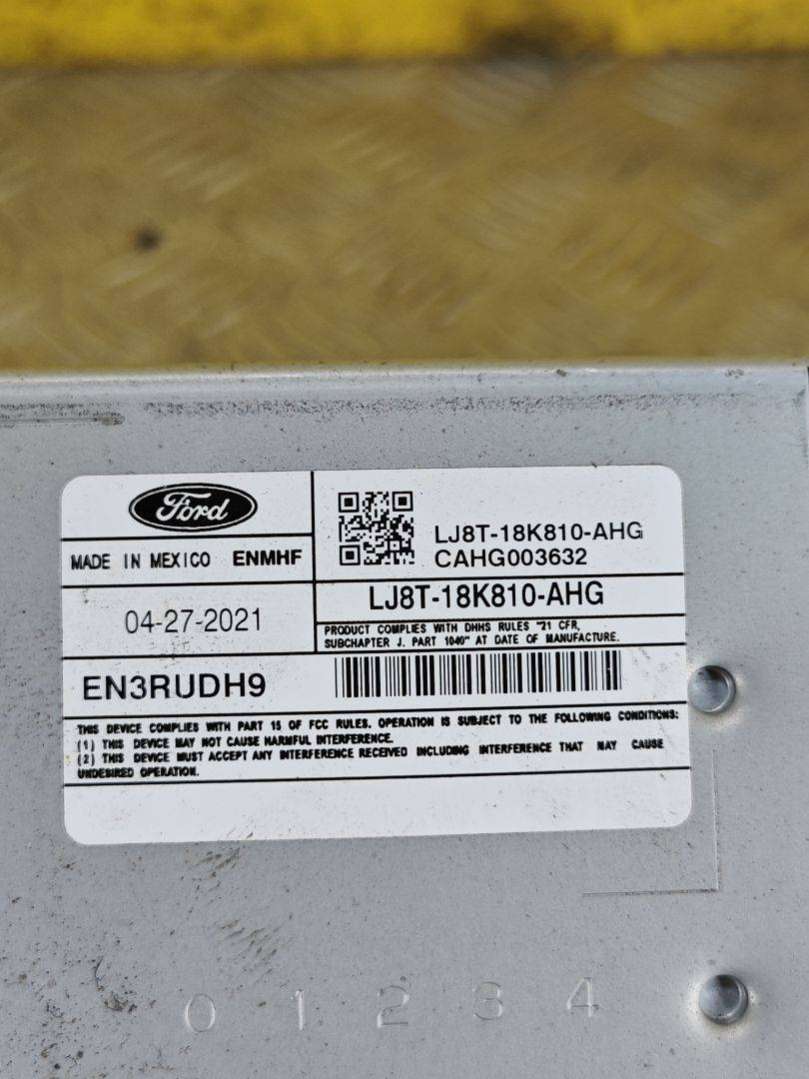 Ford
LJ8T-18K810-AHG
CAHG003632
MADE IN MEXICO ENMHF
LJ8T-18K810-AHG
04-27-2021
PRODUCT COMPLIES WITH DHHS RULES "21 CFR,
SUBCHAPTER J. PART 1040" AT DATE OF MANUFACTURE.
EN3RUDH9
THIS DEVICE COMPLIES WITH PART 15 OF FCC RULES. OPERATION IS SUBJECT TO THE FOLLOWING CONDITIONS:
(1) THIS DEVICE MAY NOT CAUSE HARMFUL INTERFERENCE.
(2) THIS DEVICE MUST ACCEPT ANY INTERFERENCE RECEIVED INCLUDING INTERFERENCE THAT MAY CAUSE
UNDESIRED OPERATION.
0 1 2 3 4